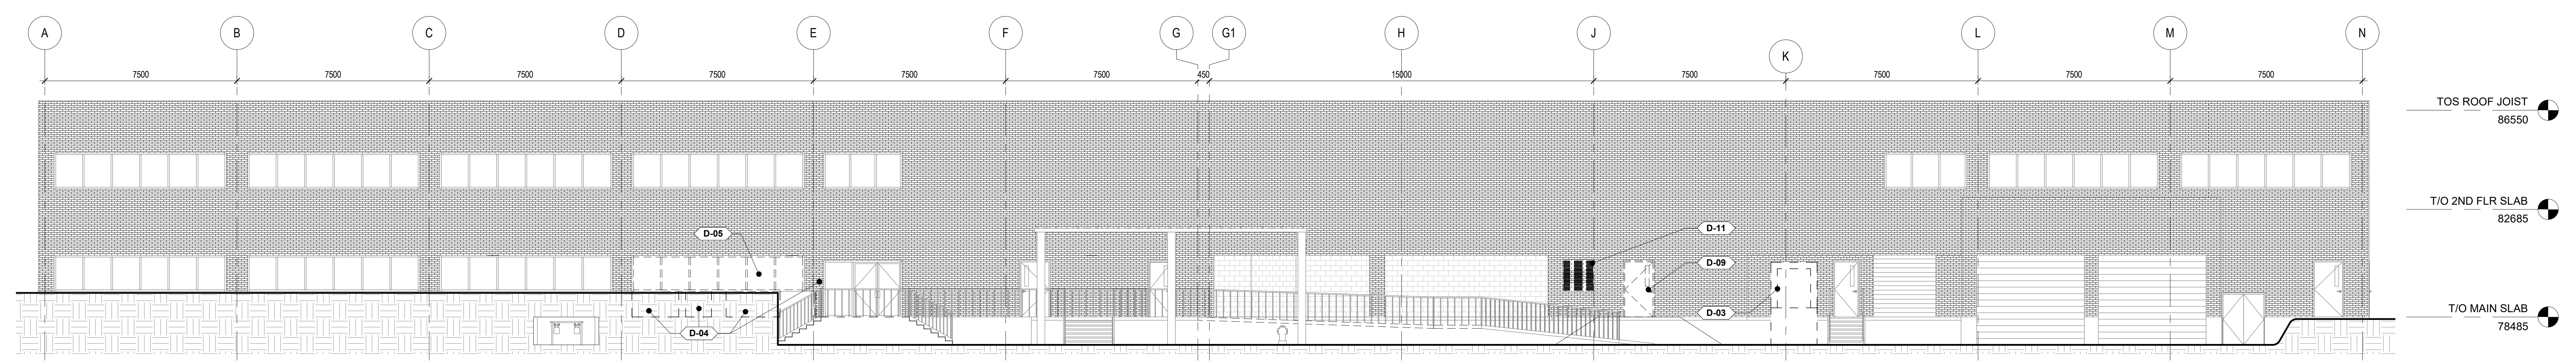 A B C D E F G G1 H J K L M N
7500 7500 7500 7500 7500 7500 450 15000 7500 7500 7500 7500
TOS ROOF JOIST
86550
T/O 2ND FLR SLAB
82685
D-05
D-11
D-09
D-04
D-03
T/O MAIN SLAB
78485